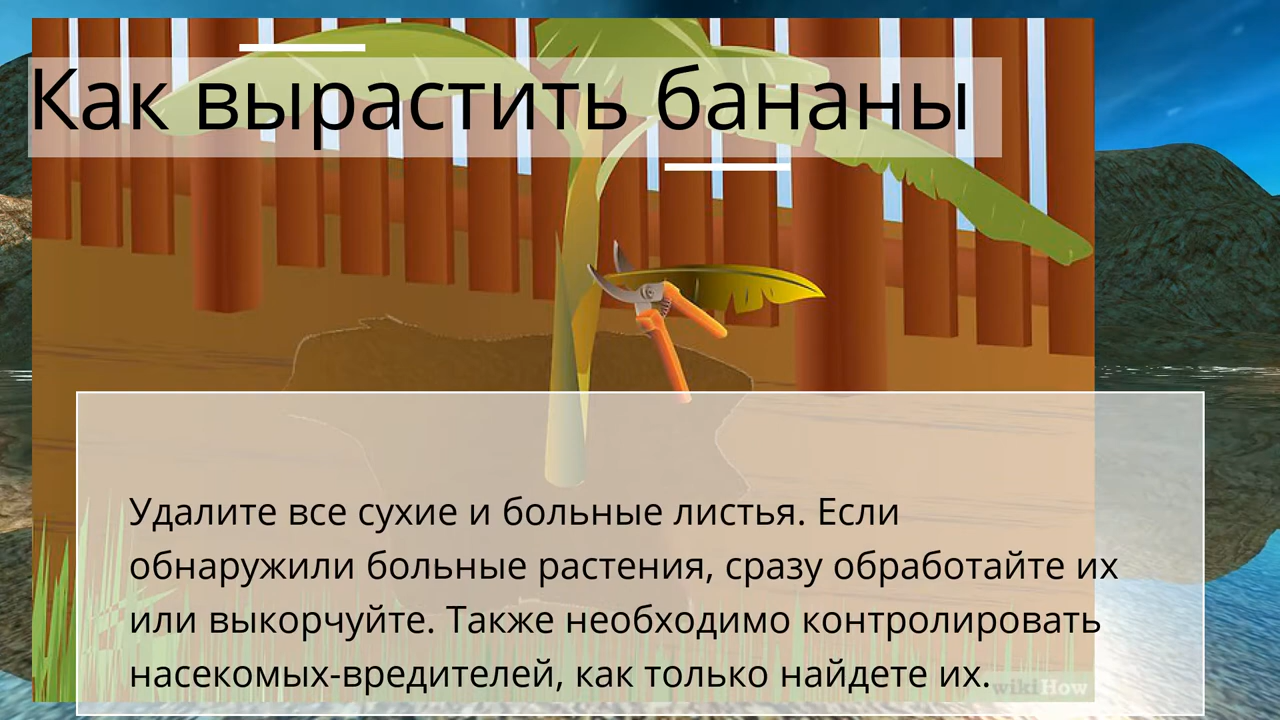 Как вырастить бананы
Удалите все сухие и больные листья. Если
обнаружили больные растения, сразу обработайте их
или выкорчуйте. Также необходимо контролировать
насекомых-вредителей, как только найдете их.
wikiHow